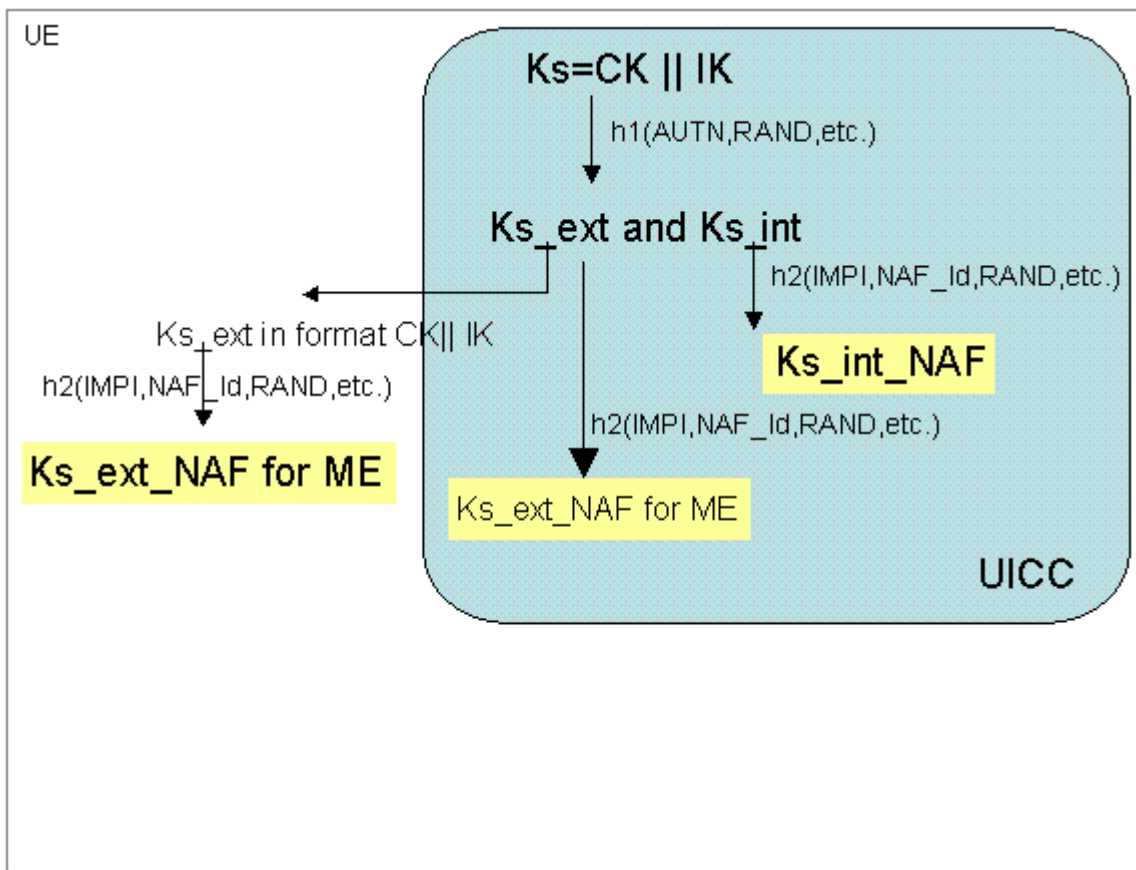 UE
Ks=CK || IK
h1(AUTN,RAND,etc.)
Ks_ext and Ks_int
h2(IMPI,NAF_Id,RAND,etc.)
Ks_ext in format CK|| IK
Ks_int_NAF
h2(IMPI,NAF_Id,RAND,etc.)
h2(IMPI,NAF_Id,RAND,etc.)
Ks_ext_NAF for ME
Ks_ext_NAF for ME
UICC